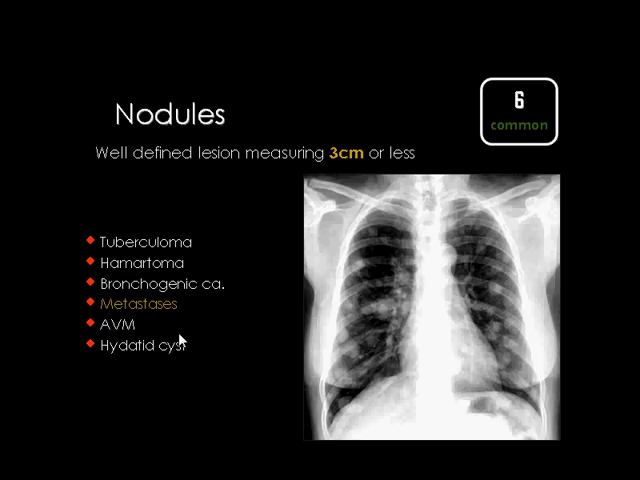 6
common
Nodules
Well defined lesion measuring 3cm or less
Tuberculoma
Hamartoma
Bronchogenic ca.
Metastases
AVM
Hydatid cyst